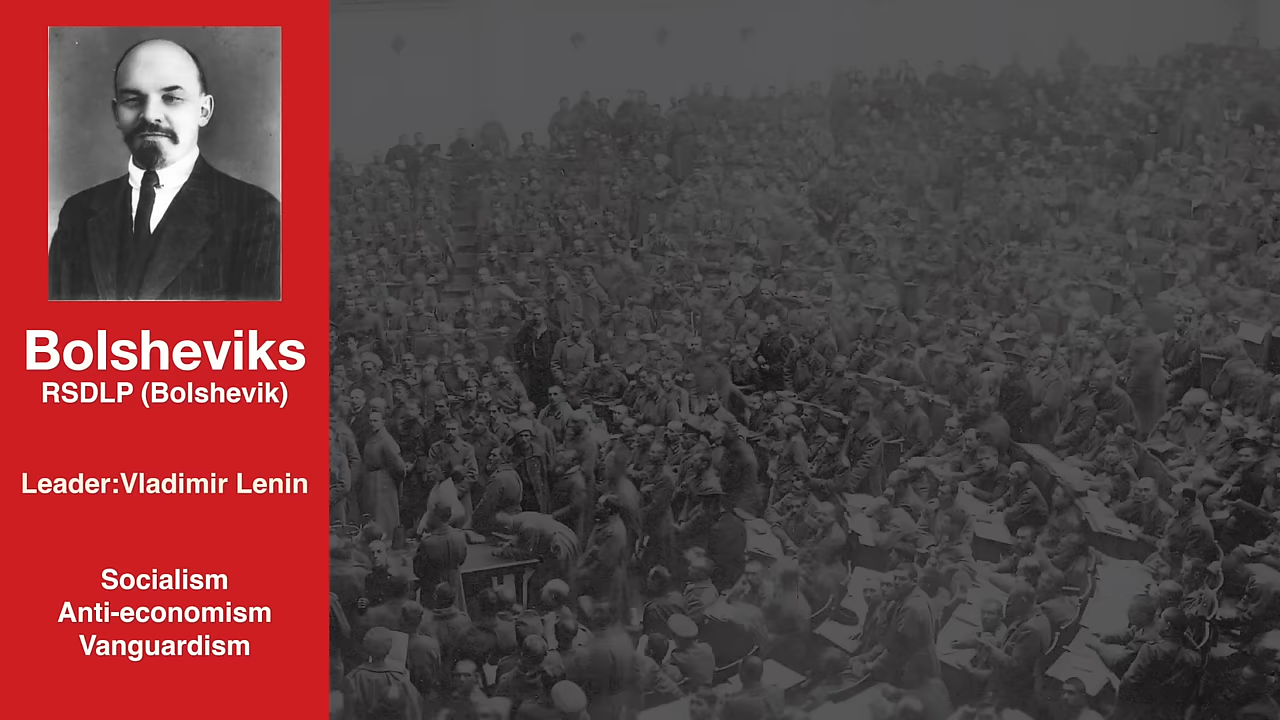 Bolsheviks
RSDLP (Bolshevik)
Leader:Vladimir Lenin
Socialism
Anti-economism
Vanguardism